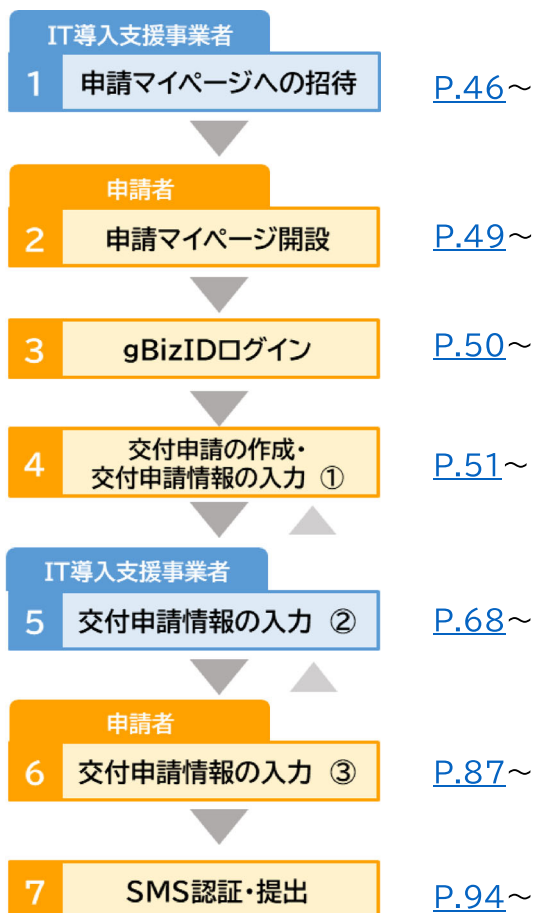 IT導入支援事業者
1 申請マイページへの招待 P.46～
申請者
2 申請マイページ開設 P.49～
3 gBizIDログイン P.50～
4 交付申請の作成・
交付申請情報の入力 ① P.51～
IT導入支援事業者
5 交付申請情報の入力 ② P.68～
申請者
6 交付申請情報の入力 ③ P.87～
7 SMS認証・提出 P.94～